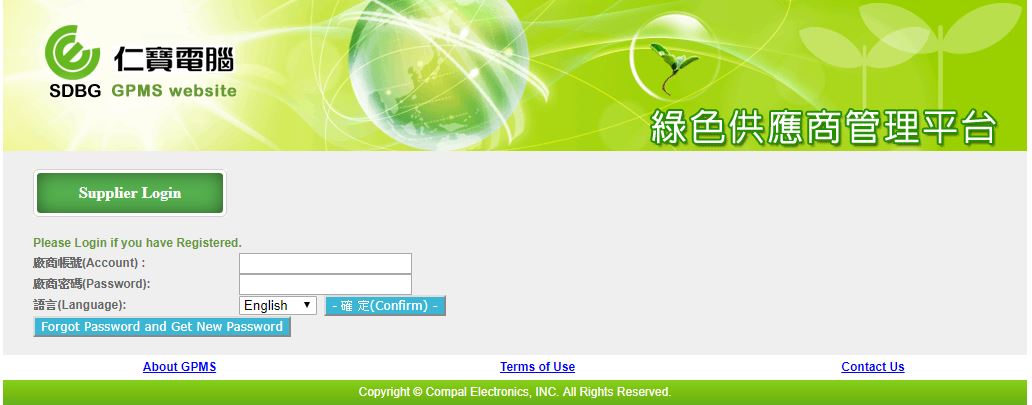 仁寶電腦
SDBG GPMS website
綠色供應商管理平台
Supplier Login
Please Login if you have Registered.
廠商帳號(Account) :
廠商密碼(Password):
語言(Language): English - 確 定(Confirm) -
Forgot Password and Get New Password
About GPMS Terms of Use Contact Us
Copyright © Compal Electronics, INC. All Rights Reserved.